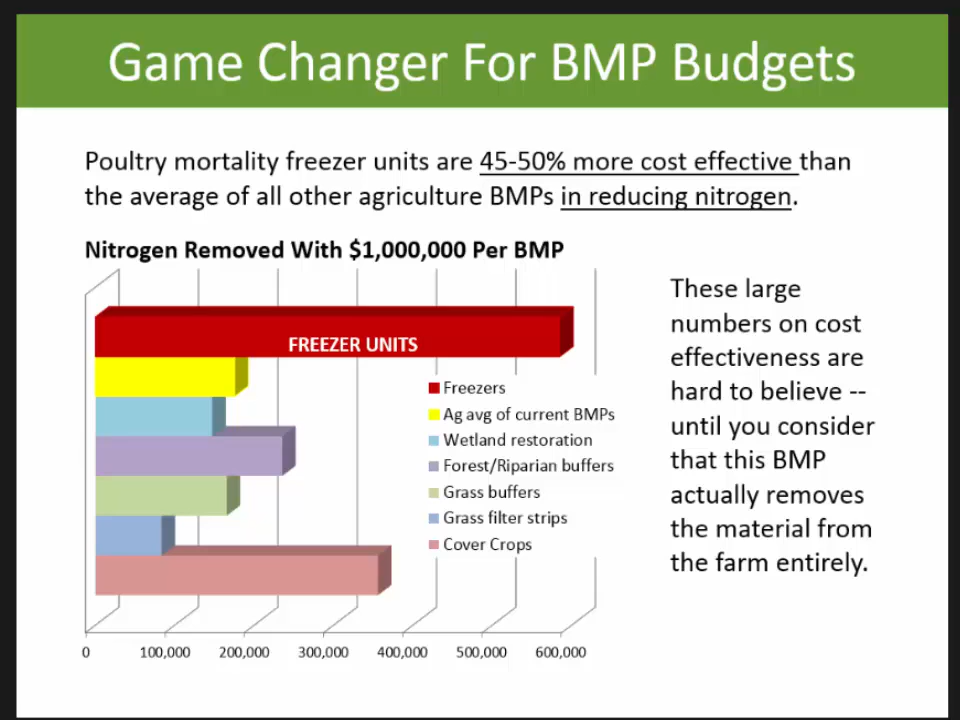 Game Changer For BMP Budgets
Poultry mortality freezer units are 45-50% more cost effective than
the average of all other agriculture BMPs in reducing nitrogen.
Nitrogen Removed With $1,000,000 Per BMP
FREEZER UNITS
Freezers
Ag avg of current BMPs
Wetland restoration
Forest/Riparian buffers
Grass buffers
Grass filter strips
Cover Crops
0 100,000 200,000 300,000 400,000 500,000 600,000
These large
numbers on cost
effectiveness are
hard to believe --
until you consider
that this BMP
actually removes
the material from
the farm entirely.